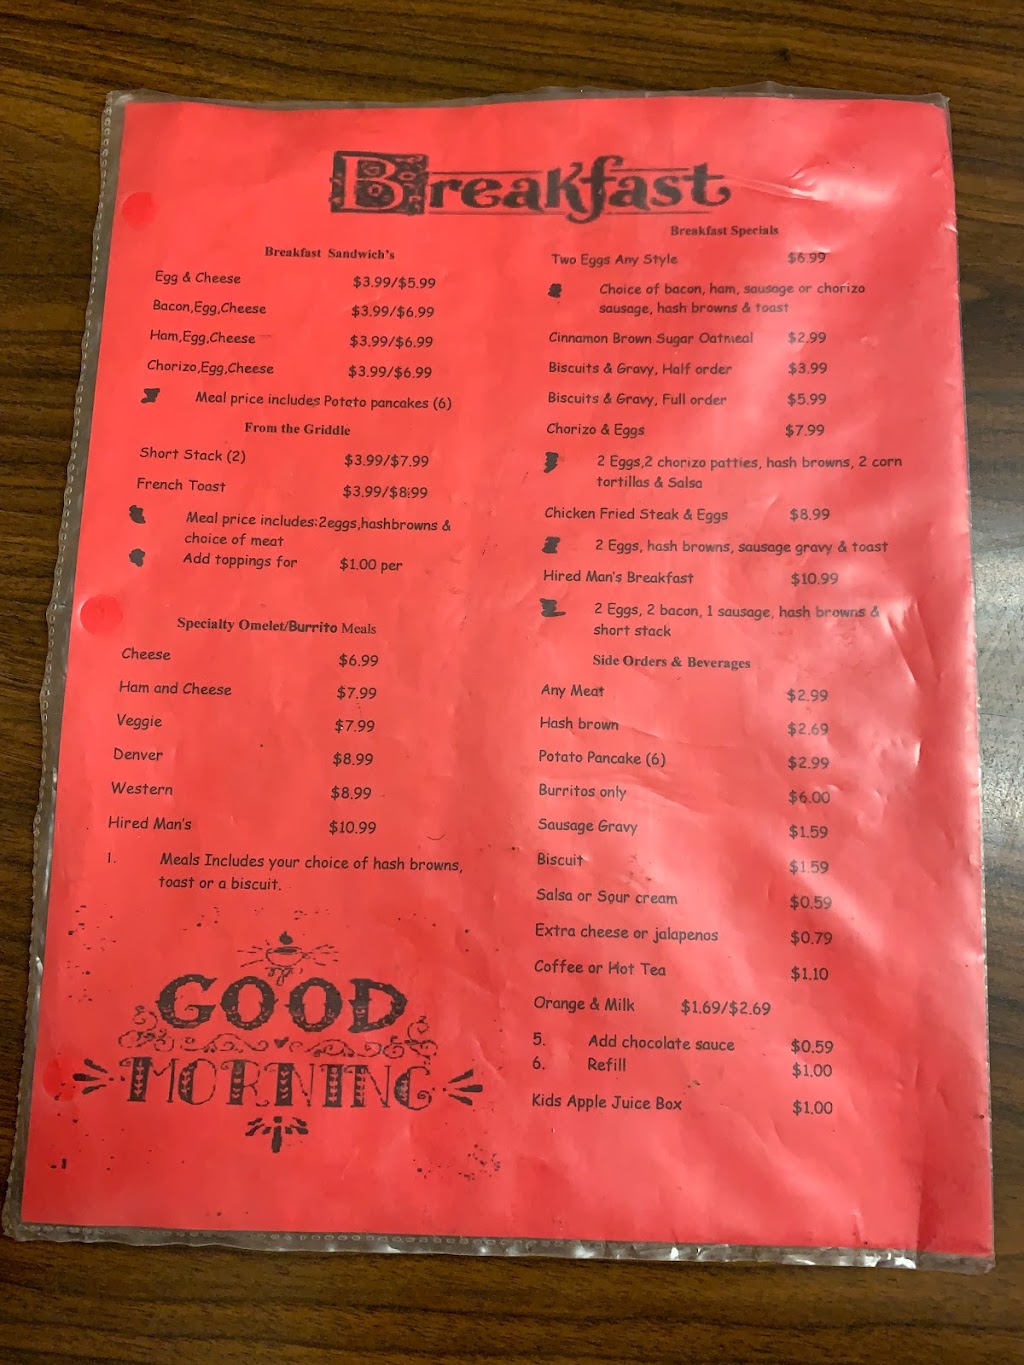 Breakfast
Breakfast Sandwich's
Egg & Cheese $3.99/$5.99
Bacon,Egg,Cheese $3.99/$6.99
Ham,Egg,Cheese $3.99/$6.99
Chorizo,Egg,Cheese $3.99/$6.99
Meal price includes Potato pancakes (6)
From the Griddle
Short Stack (2) $3.99/$7.99
French Toast $3.99/$8.99
Meal price includes:2eggs,hashbrowns &
choice of meat
Add toppings for $1.00 per
Specialty Omelet/Burrito Meals
Cheese $6.99
Ham and Cheese $7.99
Veggie $7.99
Denver $8.99
Western $8.99
Hired Man's $10.99
1. Meals Includes your choice of hash browns,
toast or a biscuit.
GOOD
MORNING
Breakfast Specials
Two Eggs Any Style $6.99
Choice of bacon, ham, sausage or chorizo
sausage, hash browns & toast
Cinnamon Brown Sugar Oatmeal $2.99
Biscuits & Gravy, Half order $3.99
Biscuits & Gravy, Full order $5.99
Chorizo & Eggs $7.99
2 Eggs,2 chorizo patties, hash browns, 2 corn
tortillas & Salsa
Chicken Fried Steak & Eggs $8.99
2 Eggs, hash browns, sausage gravy & toast
Hired Man's Breakfast $10.99
2 Eggs, 2 bacon, 1 sausage, hash browns &
short stack
Side Orders & Beverages
Any Meat $2.99
Hash brown $2.69
Potato Pancake (6) $2.99
Burritos only $6.00
Sausage Gravy $1.59
Biscuit $1.59
Salsa or Sour cream $0.59
Extra cheese or jalapenos $0.79
Coffee or Hot Tea $1.10
Orange & Milk $1.69/$2.69
5. Add chocolate sauce $0.59
6. Refill $1.00
Kids Apple Juice Box $1.00